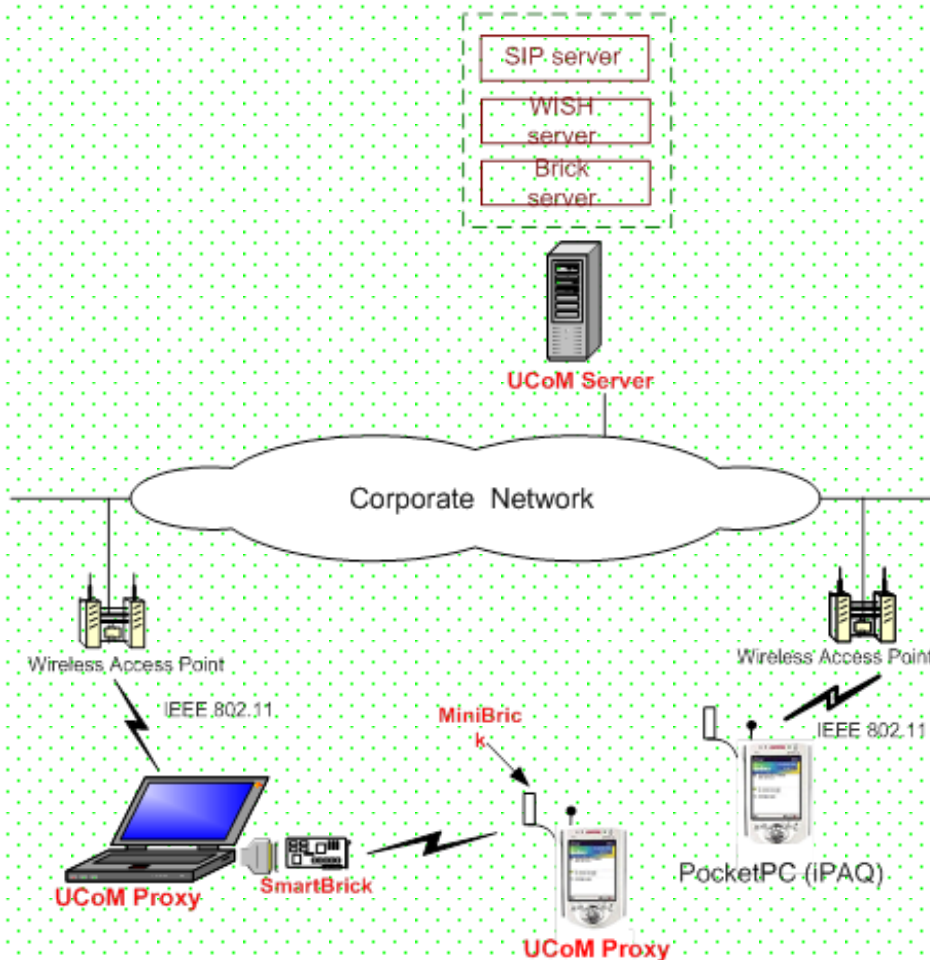 SIP server
WISH
server
Brick
server
UCoM Server
Corporate Network
Wireless Access Point
Wireless Access Point
IEEE 802.11
MiniBric
k
IEEE 802.11
SmartBrick
UCoM Proxy
PocketPC (iPAQ)
UCoM Proxy